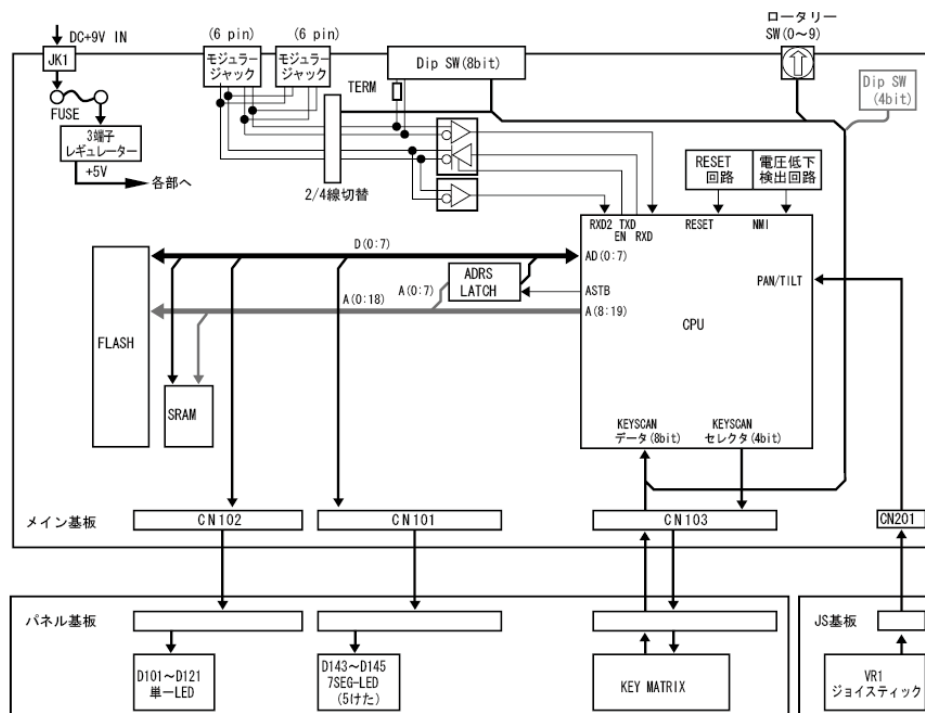 DC+9V IN
(6 pin)
(6 pin)
ロータリー
SW(0～9)
JK1
モジュラー
ジャック
モジュラー
ジャック
Dip SW(8bit)
Dip SW
(4bit)
TERM
FUSE
3端子
レギュレーター
+5V
各部へ
2/4線切替
RESET
回路
電圧低下
検出回路
RXD2
TXD
EN
RXD
RESET
NMI
D(0:7)
AD(0:7)
ADRS
LATCH
PAN/TILT
A(0:7)
ASTB
A(0:18)
A(8:19)
CPU
FLASH
SRAM
KEYSCAN
データ(8bit)
KEYSCAN
セレクタ(4bit)
メイン基板
CN102
CN101
CN103
CN201
パネル基板
JS基板
D101～D121
単一LED
D143～D145
7SEG-LED
(5けた)
KEY MATRIX
VR1
ジョイスティック